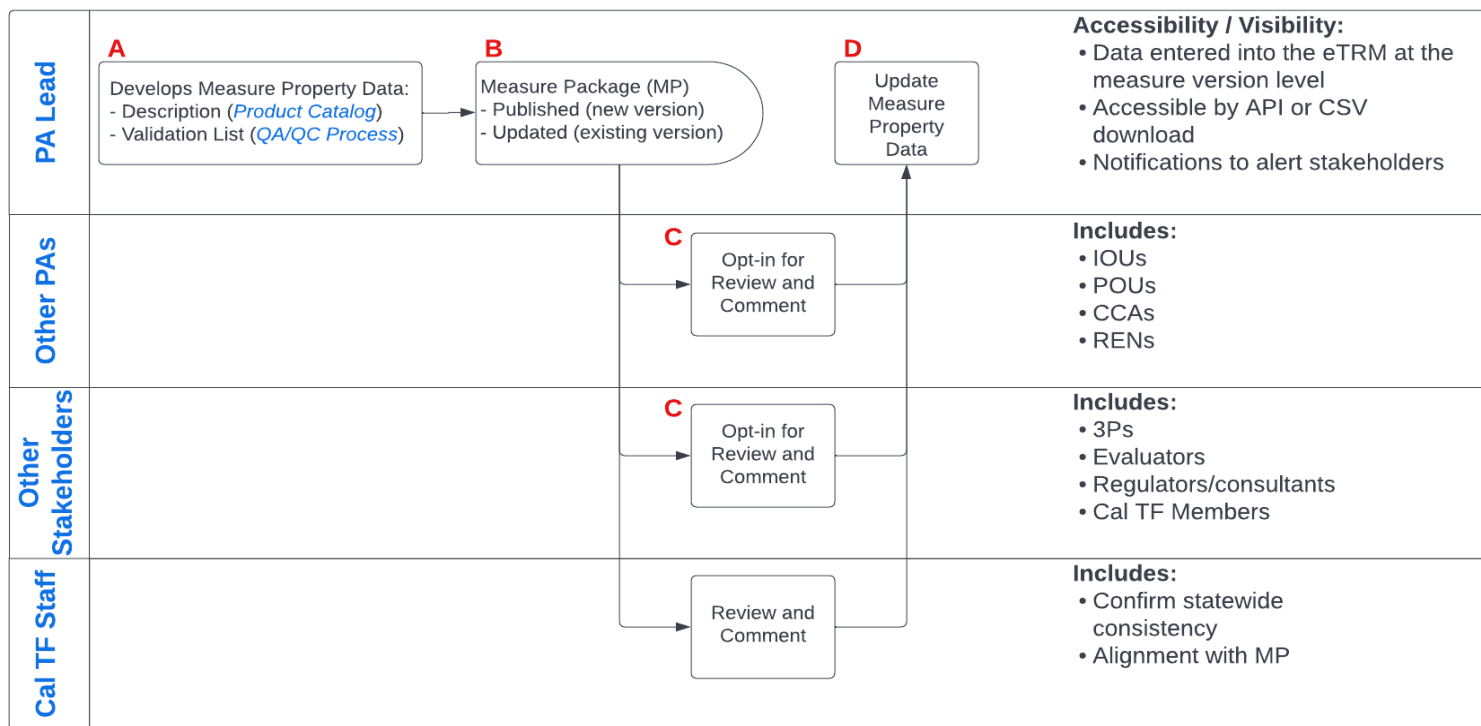 PA Lead
A
Develops Measure Property Data:
- Description (Product Catalog)
- Validation List (QA/QC Process)
B
Measure Package (MP)
- Published (new version)
- Updated (existing version)
D
Update
Measure
Property
Data
Accessibility / Visibility:
• Data entered into the eTRM at the
measure version level
• Accessible by API or CSV
download
• Notifications to alert stakeholders
Other PAs
C
Opt-in for
Review and
Comment
Includes:
• IOUs
• POUs
• CCAs
• RENs
Other
Stakeholders
C
Opt-in for
Review and
Comment
Includes:
• 3Ps
• Evaluators
• Regulators/consultants
• Cal TF Members
Cal TF Staff
Review and
Comment
Includes:
• Confirm statewide
consistency
• Alignment with MP